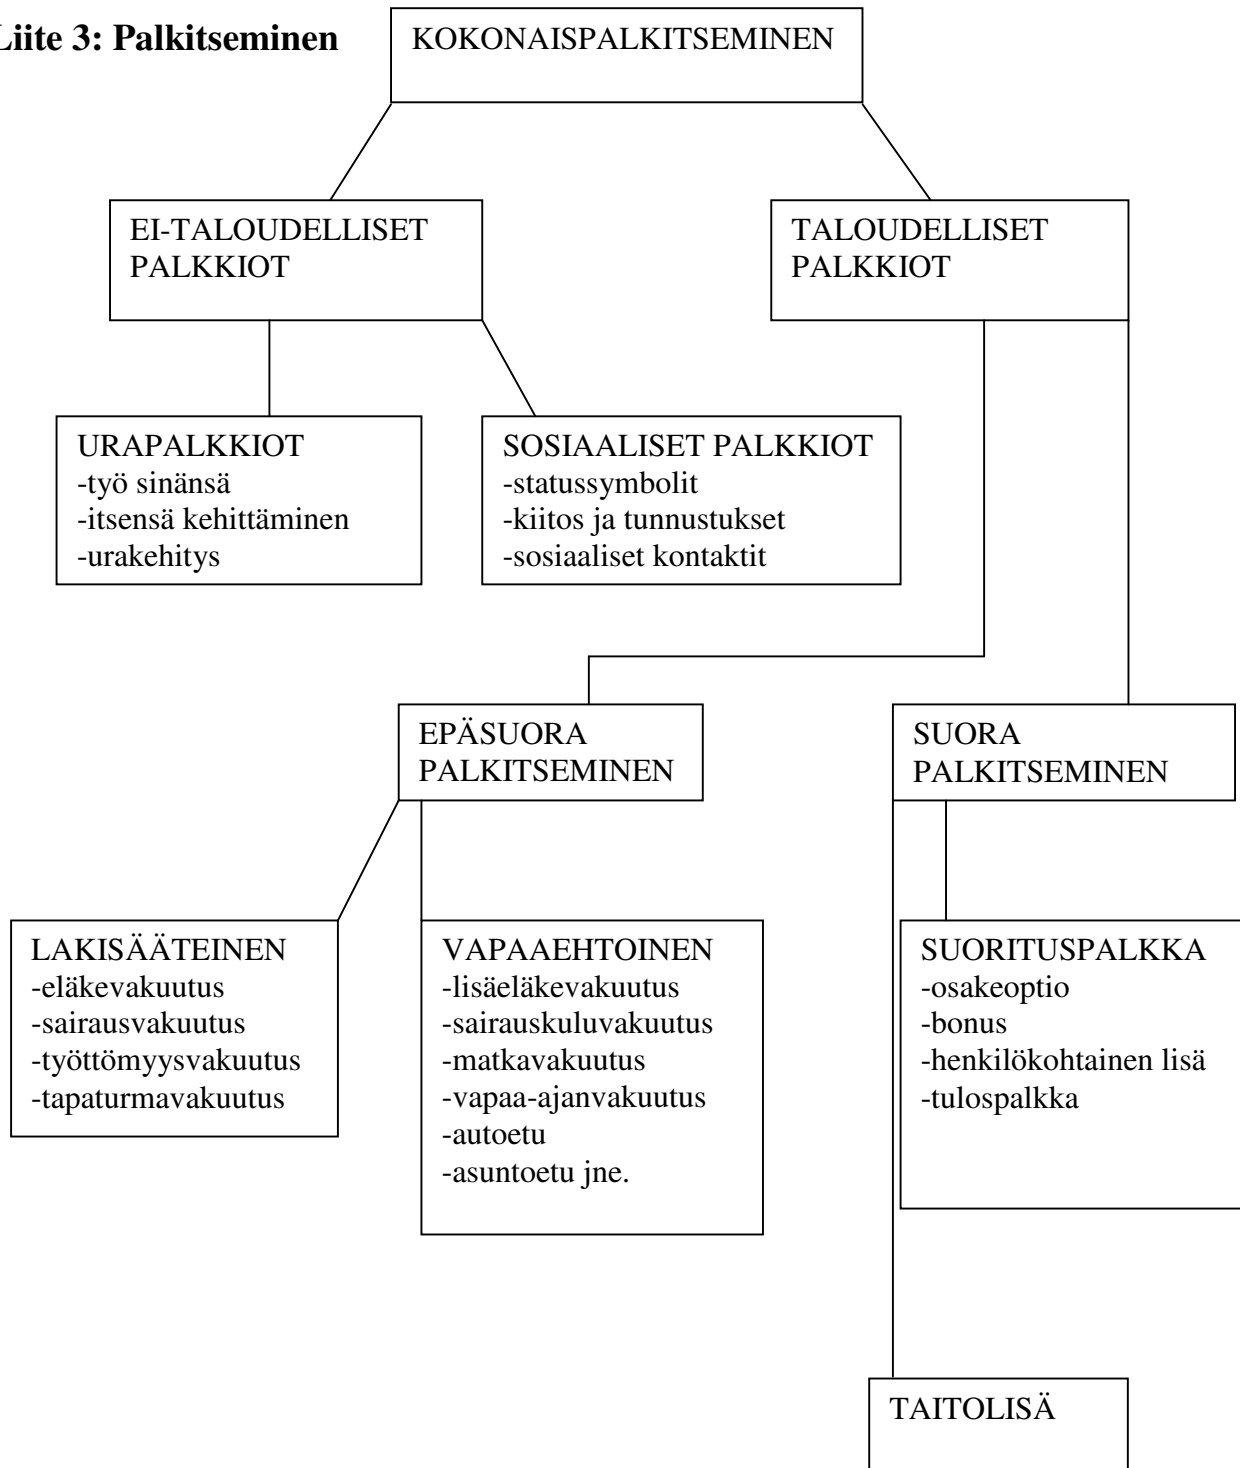 Liite 3: Palkitseminen
KOKONAISPALKITSEMINEN
EI-TALOUDELLISET
PALKKIOT
TALOUDELLISET
PALKKIOT
URAPALKKIOT
-työ sinänsä
-itsensä kehittäminen
-urakehitys
SOSIAALISET PALKKIOT
-statussymbolit
-kiitos ja tunnustukset
-sosiaaliset kontaktit
EPÄSUORA
PALKITSEMINEN
SUORA
PALKITSEMINEN
LAKISÄÄTEINEN
-eläkevakuutus
-sairausvakuutus
-työttömyysvakuutus
-tapaturmavakuutus
VAPAAEHTOINEN
-lisäeläkevakuutus
-sairauskuluvakuutus
-matkavakuutus
-vapaa-ajanvakuutus
-autoetu
-asuntoetu jne.
SUORITUSPALKKA
-osakeoptio
-bonus
-henkilökohtainen lisä
-tulospalkka
TAITOLISÄ